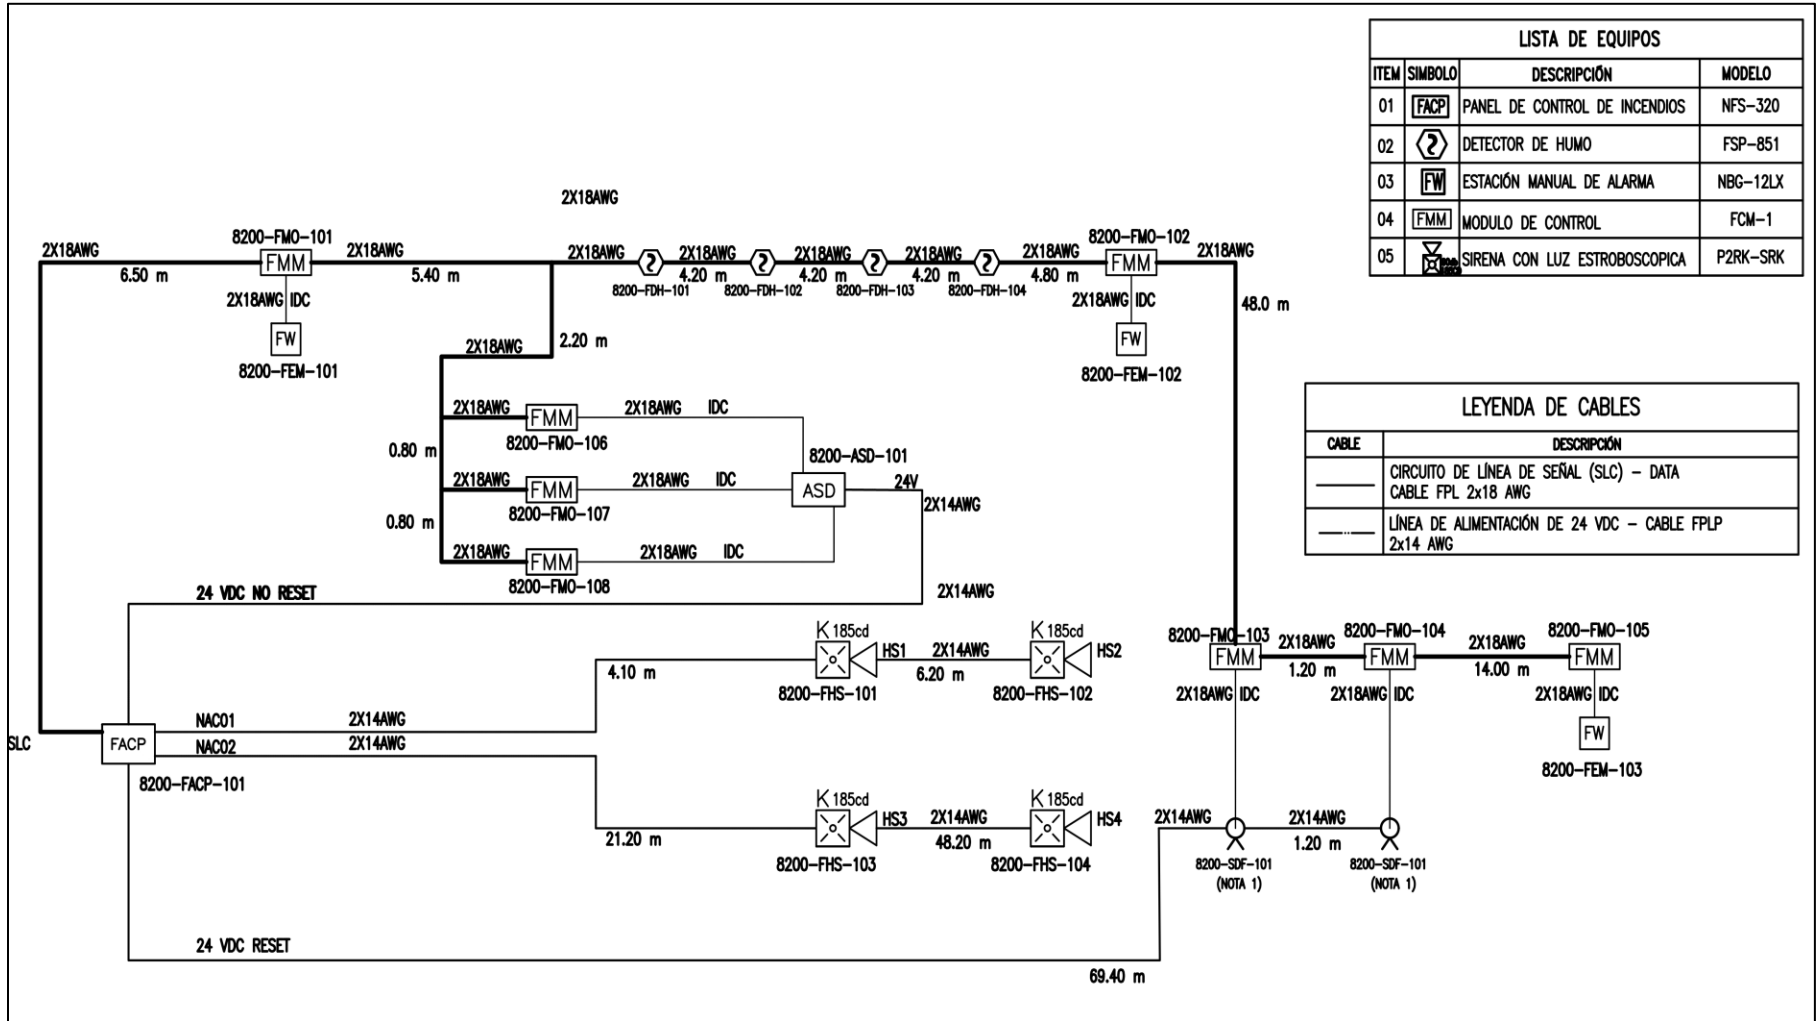 LISTA DE EQUIPOS
ITEM SIMBOLO DESCRIPCIÓN MODELO
01 FACP PANEL DE CONTROL DE INCENDIOS NFS-320
02 DETECTOR DE HUMO FSP-851
03 FW ESTACIÓN MANUAL DE ALARMA NBG-12LX
04 FMM MODULO DE CONTROL FCM-1
05 SIRENA CON LUZ ESTROBOSCOPICA P2RK-SRK
2X18AWG
8200-FMO-101 8200-FMO-102
2X18AWG 2X18AWG 2X18AWG 2X18AWG 2X18AWG 2X18AWG 2X18AWG 2X18AWG
FMM FMM
6.50 m 5.40 m 4.20 m 4.20 m 4.20 m 4.80 m
8200-FDH-101 8200-FDH-102 8200-FDH-103 8200-FDH-104
2X18AWG IDC 2X18AWG IDC
48.0 m
FW FW
2X18AWG 2.20 m
8200-FEM-101 8200-FEM-102
LEYENDA DE CABLES
CABLE DESCRIPCIÓN
CIRCUITO DE LÍNEA DE SEÑAL (SLC) - DATA
CABLE FPL 2x18 AWG
LÍNEA DE ALIMENTACIÓN DE 24 VDC - CABLE FPLP
2x14 AWG
2X18AWG FMM 2X18AWG IDC
8200-FMO-106
0.80 m
8200-ASD-101
2X18AWG FMM 2X18AWG IDC ASD 24V
8200-FMO-107 2X14AWG
0.80 m
2X18AWG FMM 2X18AWG IDC
8200-FMO-108
24 VDC NO RESET 2X14AWG
K 185cd K 185cd
HS1 2X14AWG HS2
4.10 m 6.20 m
8200-FHS-101 8200-FHS-102
8200-FMO-103 8200-FMO-104 8200-FMO-105
FMM 2X18AWG FMM 2X18AWG FMM
1.20 m 14.00 m
2X18AWG IDC 2X18AWG IDC 2X18AWG IDC
FW
8200-FEM-103
NAC01 2X14AWG
SLC FACP
NAC02 2X14AWG
8200-FACP-101
K 185cd K 185cd
HS3 2X14AWG HS4
21.20 m 48.20 m
8200-FHS-103 8200-FHS-104
2X14AWG 2X14AWG
1.20 m
8200-SDF-101 8200-SDF-101
(NOTA 1) (NOTA 1)
24 VDC RESET
69.40 m